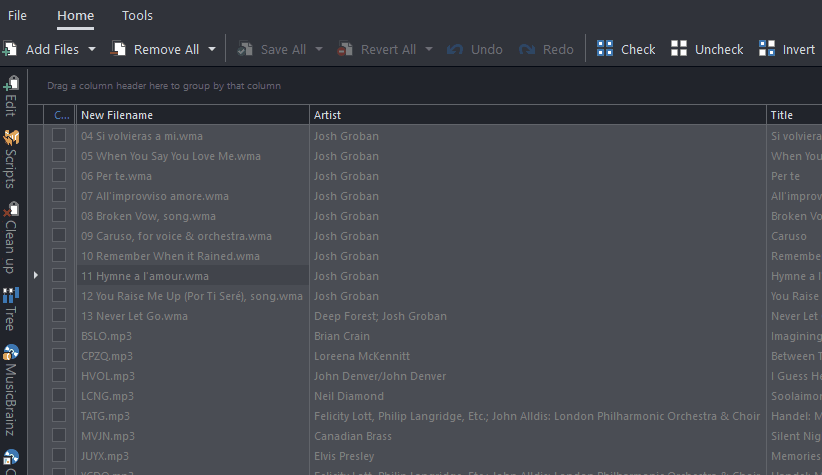 File Home Tools
Add Files Remove All Save All Revert All Undo Redo Check Uncheck Invert
Drag a column header here to group by that column
C... New Filename Artist Title
04 Si volvieras a mi.wma Josh Groban Si volviera
05 When You Say You Love Me.wma Josh Groban When You
06 Per te.wma Josh Groban Per te
07 All'improvviso amore.wma Josh Groban All'improv
08 Broken Vow, song.wma Josh Groban Broken Vo
09 Caruso, for voice & orchestra.wma Josh Groban Caruso
10 Remember When it Rained.wma Josh Groban Remembe
11 Hymne a l'amour.wma Josh Groban Hymne a l
12 You Raise Me Up (Por Ti Seré), song.wma Josh Groban You Raise
13 Never Let Go.wma Deep Forest; Josh Groban Never Let
BSLO.mp3 Brian Crain Imagining
CPZQ.mp3 Loreena McKennitt Between T
HVOL.mp3 John Denver/John Denver I Guess He
LCNG.mp3 Neil Diamond Soolaimon
TATG.mp3 Felicity Lott, Philip Langridge, Etc.; John Alldis: London Philharmonic Orchestra & Choir Handel: M
MVJN.mp3 Canadian Brass Silent Nig
JUYX.mp3 Elvis Presley Memories
Edit
Scripts
Clean up
Tree
MusicBrainz